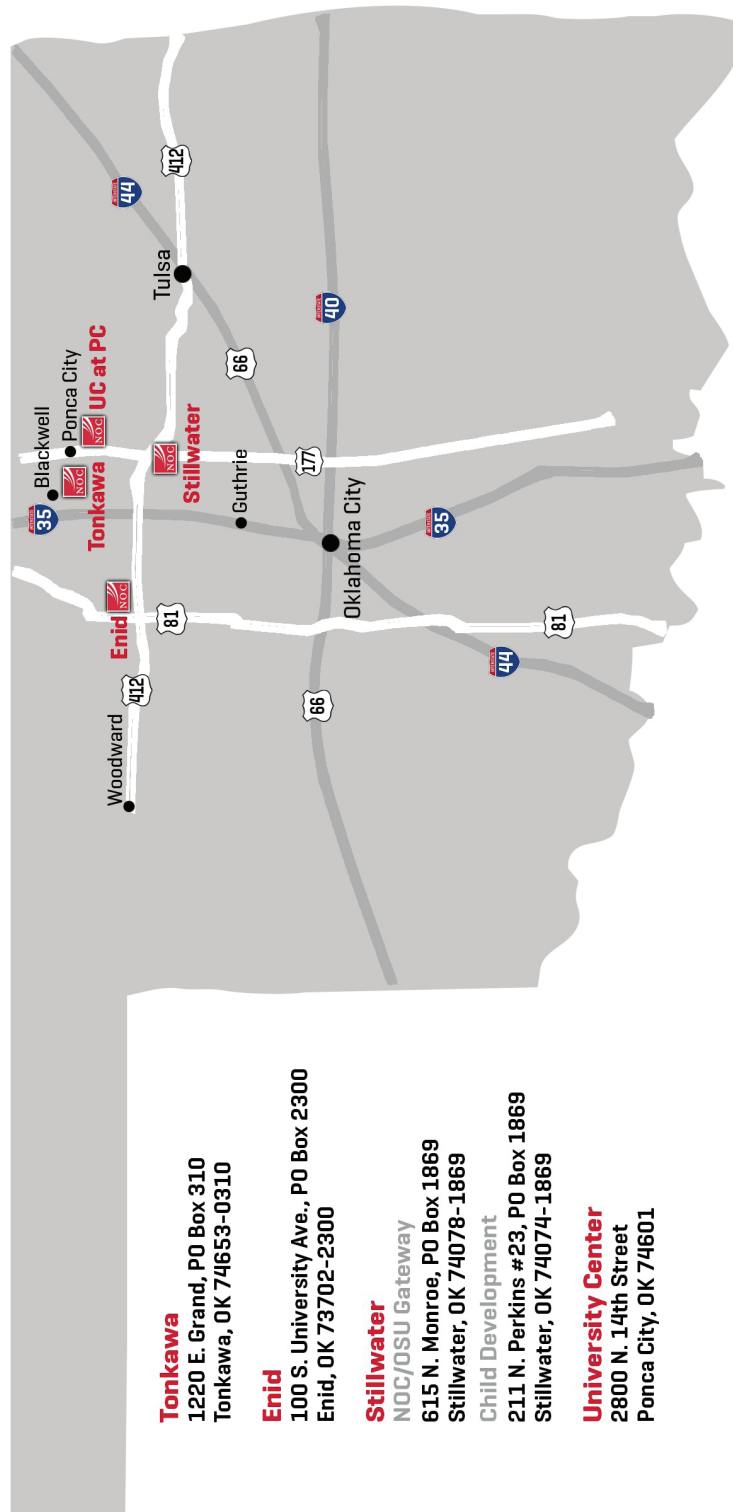 Tonkawa
1220 E. Grand, PO Box 310
Tonkawa, OK 74653-0310
Enid
100 S. University Ave., PO Box 2300
Enid, OK 73702-2300
Stillwater
NOC/OSU Gateway
615 N. Monroe, PO Box 1869
Stillwater, OK 74078-1869
Child Development
211 N. Perkins #23, PO Box 1869
Stillwater, OK 74074-1869
University Center
2800 N. 14th Street
Ponca City, OK 74601
Woodward
412
Enid
NOC
81
35
Blackwell
Tonkawa
NOC
Ponca City
UC at PC
NOC
NOC
Stillwater
Guthrie
Tulsa
44
412
66
177
40
Oklahoma City
66
35
44
81